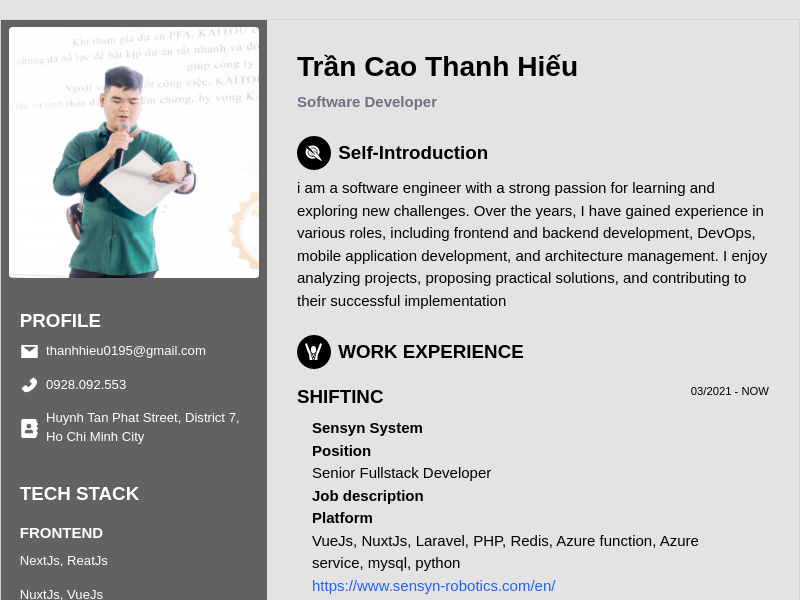 Khi tham gia dự án PFA, KAITOU c
nhưng đã nỗ lực để bắt kịp dự án rất nhanh và đó
giúp công ty
Ngoài
ốt công việc, KAITO
lực và tinh thần
êm chứng, hy vọng K
PROFILE
thanhhieu0195@gmail.com
0928.092.553
Huynh Tan Phat Street, District 7,
Ho Chi Minh City
TECH STACK
FRONTEND
NextJs, ReatJs
NuxtJs, VueJs
Trần Cao Thanh Hiếu
Software Developer
Self-Introduction
i am a software engineer with a strong passion for learning and
exploring new challenges. Over the years, I have gained experience in
various roles, including frontend and backend development, DevOps,
mobile application development, and architecture management. I enjoy
analyzing projects, proposing practical solutions, and contributing to
their successful implementation
WORK EXPERIENCE
SHIFTINC
03/2021 - NOW
Sensyn System
Position
Senior Fullstack Developer
Job description
Platform
VueJs, NuxtJs, Laravel, PHP, Redis, Azure function, Azure
service, mysql, python
https://www.sensyn-robotics.com/en/